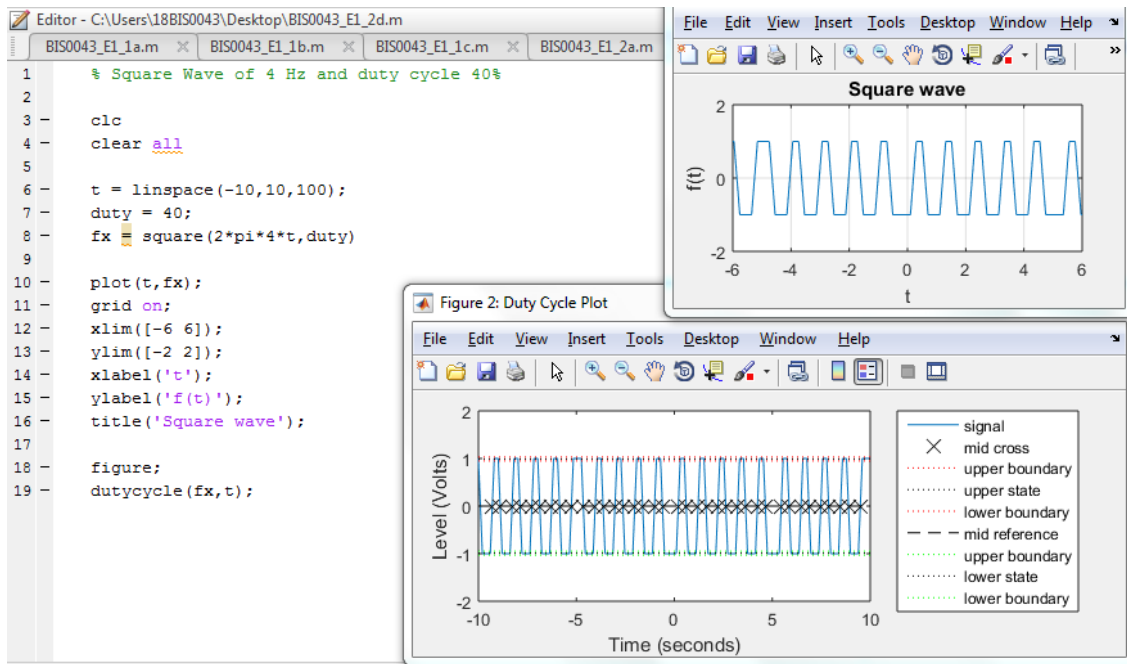 Editor - C:\Users\18BIS0043\Desktop\BIS0043_E1_2d.m
BIS0043_E1_1a.m BIS0043_E1_1b.m BIS0043_E1_1c.m BIS0043_E1_2a.m
1 % Square Wave of 4 Hz and duty cycle 40%
2
3 clc
4 clear all
5
6 t = linspace(-10,10,100);
7 duty = 40;
8 fx = square(2*pi*4*t,duty)
9
10 plot(t,fx);
11 grid on;
12 xlim([-6 6]);
13 ylim([-2 2]);
14 xlabel('t');
15 ylabel('f(t)');
16 title('Square wave');
17
18 figure;
19 dutycycle(fx,t);
File Edit View Insert Tools Desktop Window Help
Square wave
2
0
-2
f(t)
-6 -4 -2 0 2 4 6
t
Figure 2: Duty Cycle Plot
File Edit View Insert Tools Desktop Window Help
2
1
0
-1
-2
Level (Volts)
-10 -5 0 5 10
Time (seconds)
signal
mid cross
upper boundary
upper state
lower boundary
mid reference
upper boundary
lower state
lower boundary